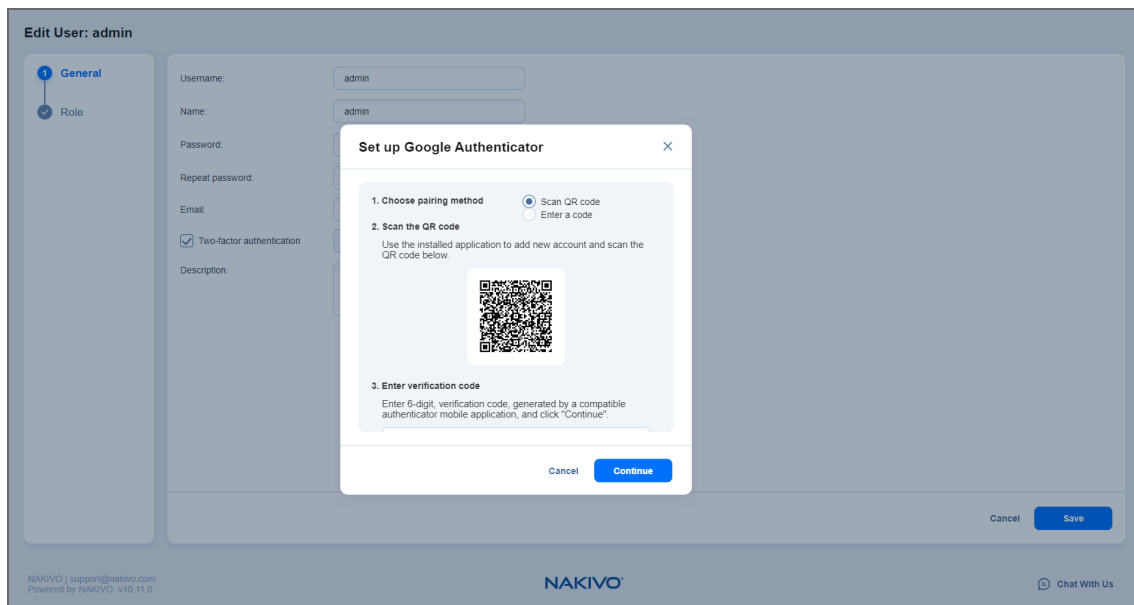 Edit User: admin
1 General
Role
Username: admin
Name: admin
Password:
Repeat password:
Email:
Two-factor authentication
Description:
Set up Google Authenticator
1. Choose pairing method
Scan QR code
Enter a code
2. Scan the QR code
Use the installed application to add new account and scan the
QR code below.
3. Enter verification code
Enter 6-digit, verification code, generated by a compatible
authenticator mobile application, and click "Continue".
Cancel Continue
Cancel Save
NAKIVO | support@nakivo.com
Powered by NAKIVO. v10.11.0.
NAKIVO®
Chat With Us